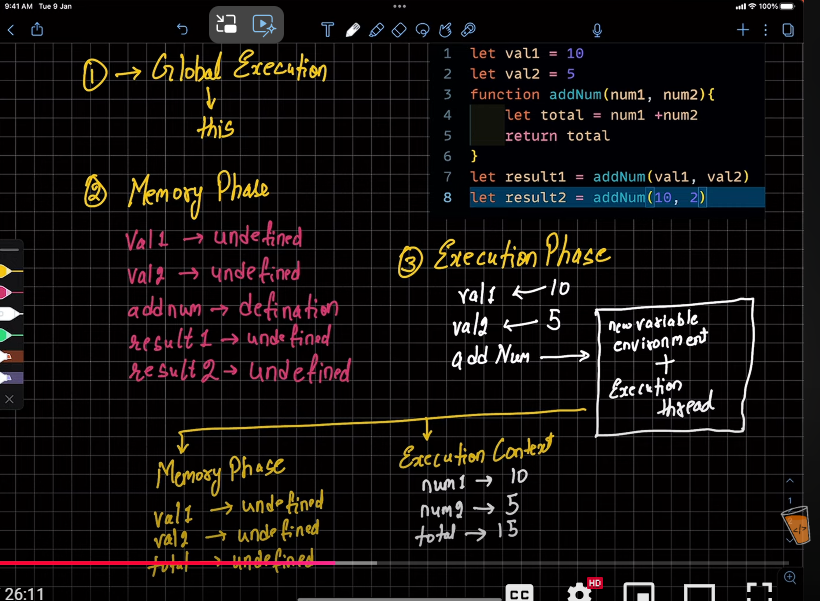 9:41 AM Tue 9 Jan
100%
T
① → Global Execution
↓
this
② Memory Phase
Val1 → undefined
val2 → undefined
addnum → defination
result1 → undefined
result2 → undefined
1 let val1 = 10
2 let val2 = 5
3 function addNum(num1, num2){
4 let total = num1 +num2
5 return total
6 }
7 let result1 = addNum(val1, val2)
8 let result2 = addNum(10, 2)
③ Execution Phase
val1 ← 10
val2 ← 5
add Num →
new variable
environment
+
Execution
thread
Memory Phase
val1 → undefined
val2 → undefined
total → undefined
Execution Context
num1 → 10
num2 → 5
total → 15
1
</>
26:11
CC
HD